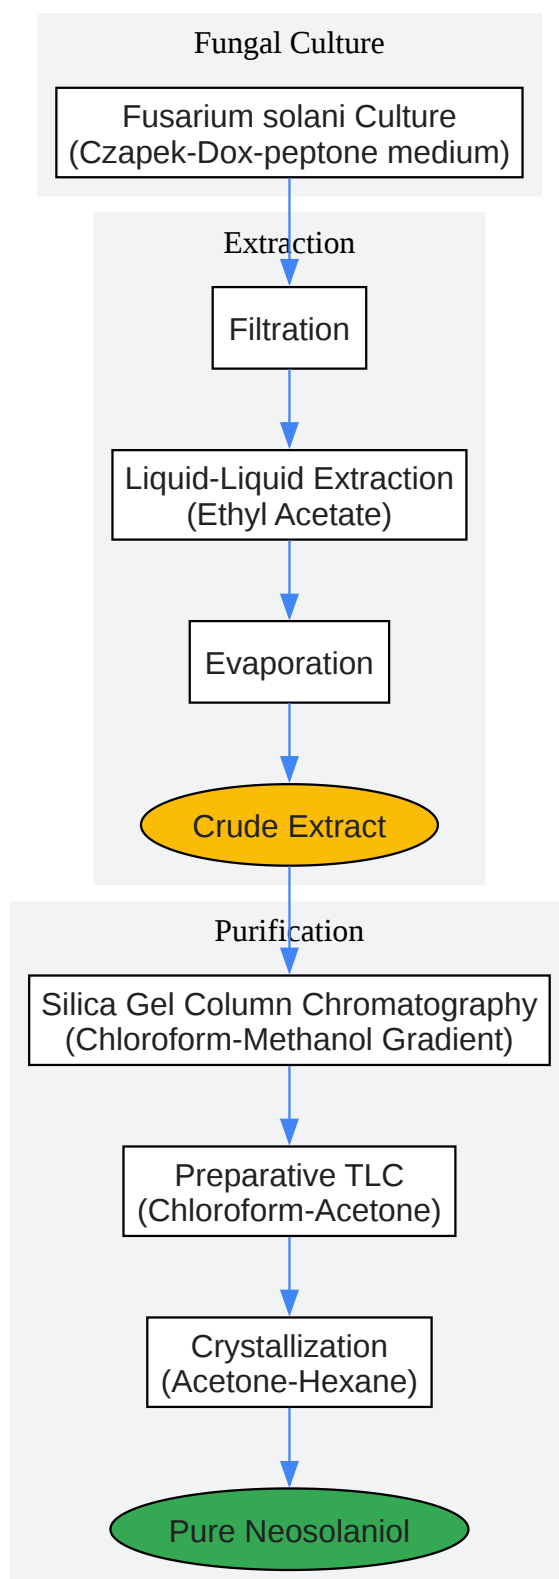 Fungal Culture
Fusarium solani Culture
(Czapek-Dox-peptone medium)
Extraction
Filtration
Liquid-Liquid Extraction
(Ethyl Acetate)
Evaporation
Crude Extract
Purification
Silica Gel Column Chromatography
(Chloroform-Methanol Gradient)
Preparative TLC
(Chloroform-Acetone)
Crystallization
(Acetone-Hexane)
Pure Neosolaniol